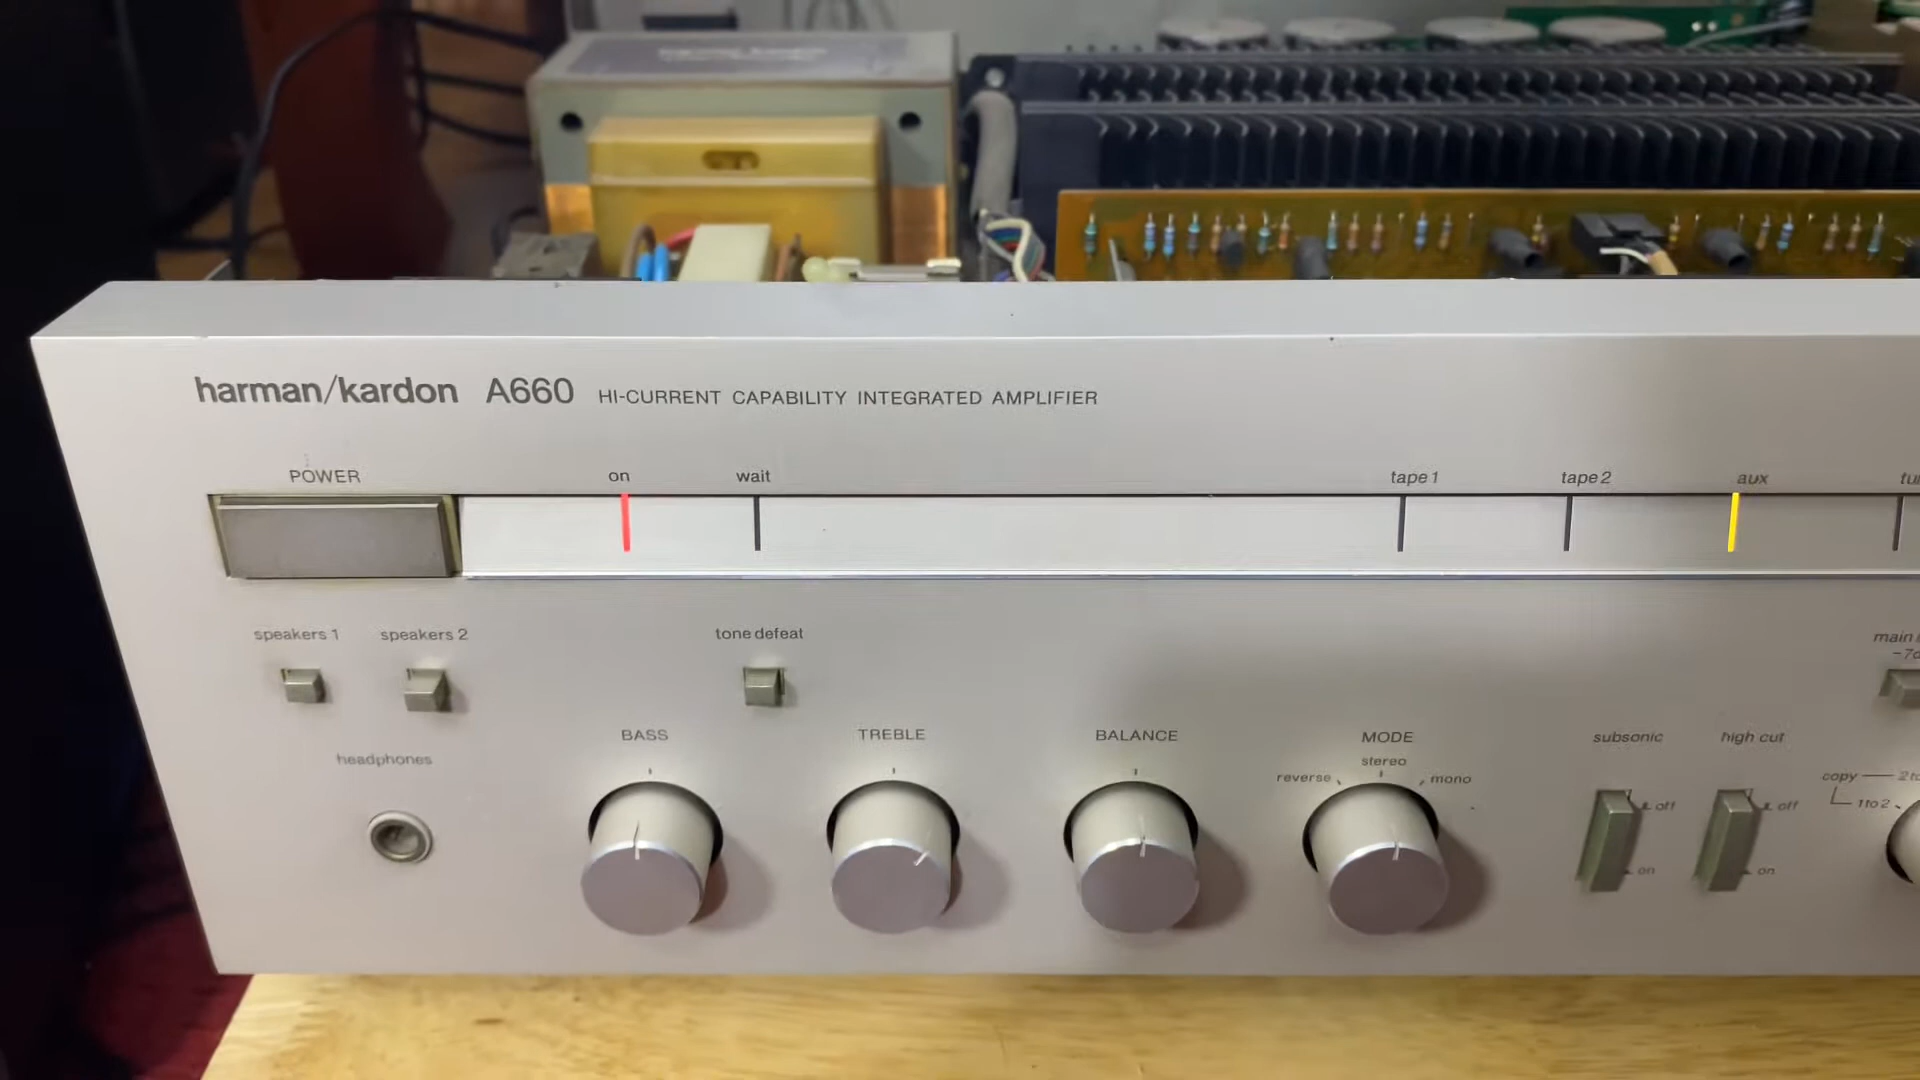 harman/kardon A660 HI-CURRENT CAPABILITY INTEGRATED AMPLIFIER
POWER on wait tape 1 tape 2 aux
speakers 1 speakers 2 tone defeat main
-7
headphones BASS TREBLE BALANCE MODE subsonic high cut
reverse stereo mono
copy
off off
1 to 2
on on